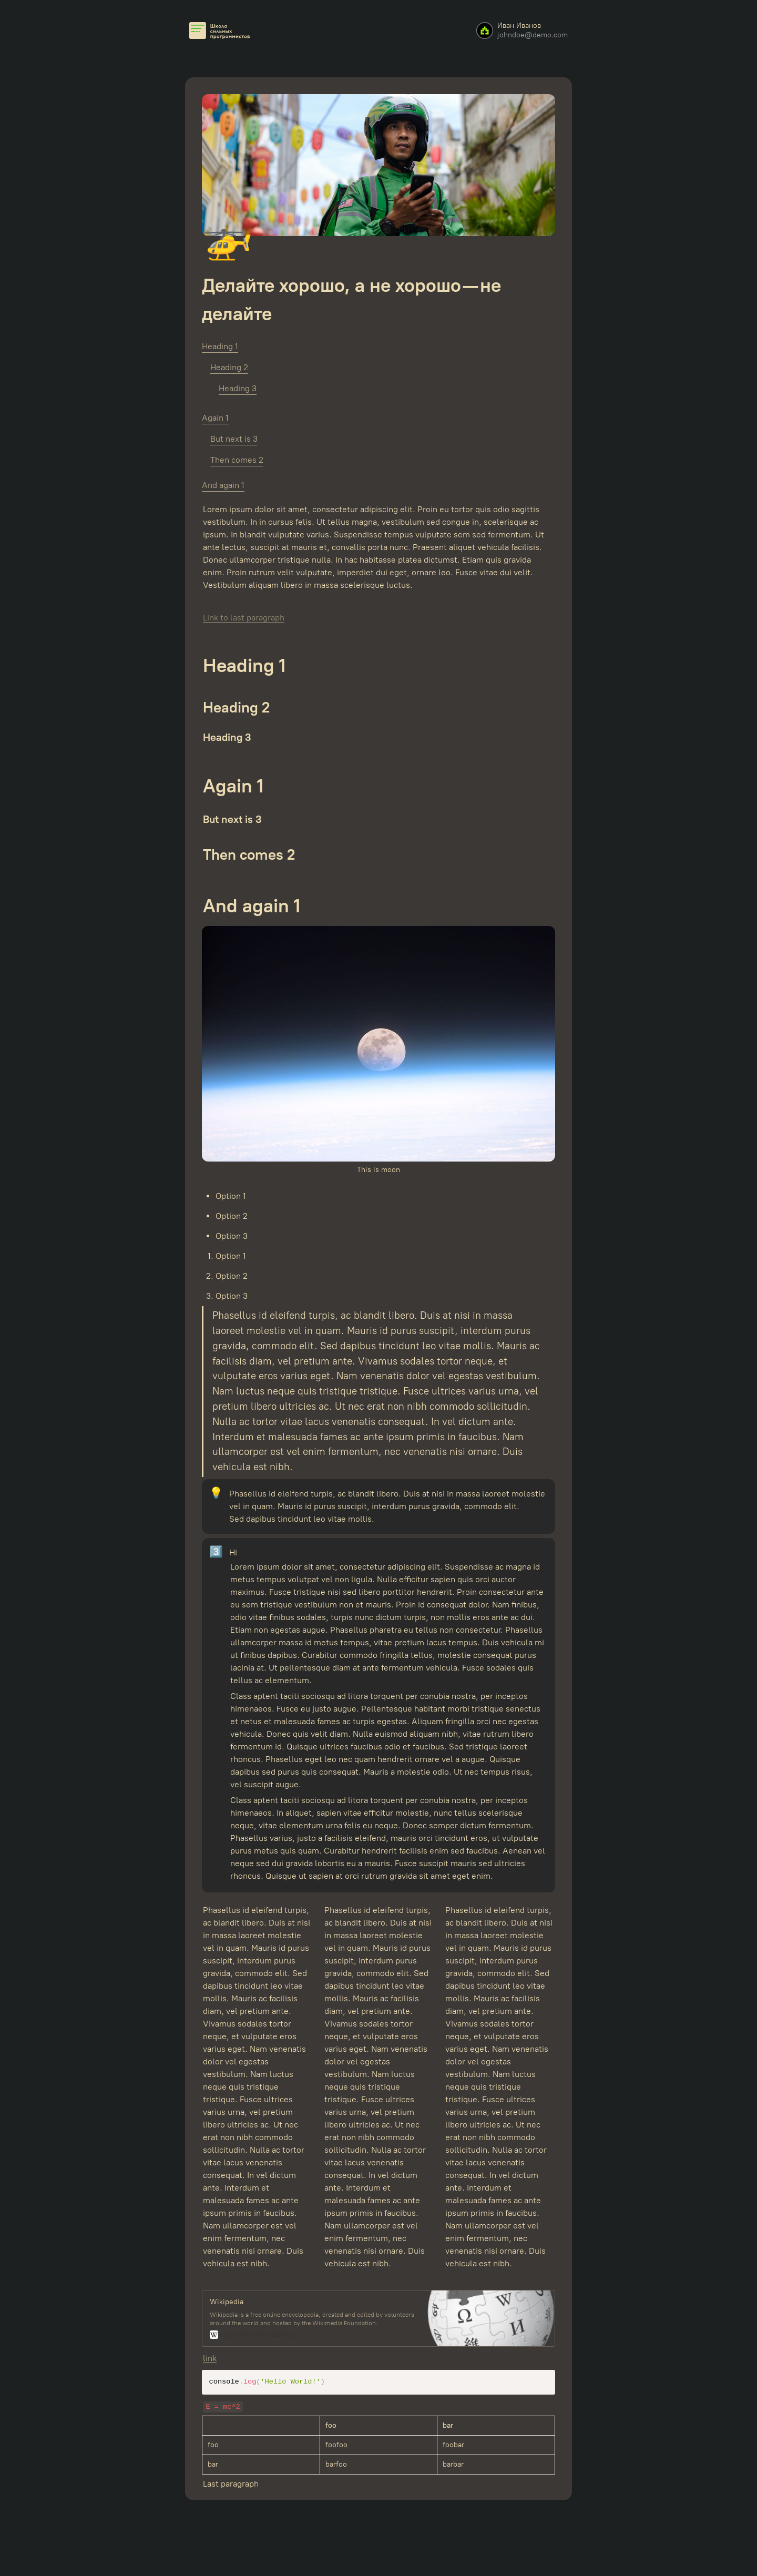 Школа
сильных
программистов
Иван Иванов
johndoe@demo.com
Делайте хорошо, а не хорошо — не
делайте
Heading 1
Heading 2
Heading 3
Again 1
But next is 3
Then comes 2
And again 1
Lorem ipsum dolor sit amet, consectetur adipiscing elit. Proin eu tortor quis odio sagittis
vestibulum. In in cursus felis. Ut tellus magna, vestibulum sed congue in, scelerisque ac
ipsum. In blandit vulputate varius. Suspendisse tempus vulputate sem sed fermentum. Ut
ante lectus, suscipit at mauris et, convallis porta nunc. Praesent aliquet vehicula facilisis.
Donec ullamcorper tristique nulla. In hac habitasse platea dictumst. Etiam quis gravida
enim. Proin rutrum velit vulputate, imperdiet dui eget, ornare leo. Fusce vitae dui velit.
Vestibulum aliquam libero in massa scelerisque luctus.
Link to last paragraph
Heading 1
Heading 2
Heading 3
Again 1
But next is 3
Then comes 2
And again 1
This is moon
• Option 1
• Option 2
• Option 3
1. Option 1
2. Option 2
3. Option 3
Phasellus id eleifend turpis, ac blandit libero. Duis at nisi in massa
laoreet molestie vel in quam. Mauris id purus suscipit, interdum purus
gravida, commodo elit. Sed dapibus tincidunt leo vitae mollis. Mauris ac
facilisis diam, vel pretium ante. Vivamus sodales tortor neque, et
vulputate eros varius eget. Nam venenatis dolor vel egestas vestibulum.
Nam luctus neque quis tristique tristique. Fusce ultrices varius urna, vel
pretium libero ultricies ac. Ut nec erat non nibh commodo sollicitudin.
Nulla ac tortor vitae lacus venenatis consequat. In vel dictum ante.
Interdum et malesuada fames ac ante ipsum primis in faucibus. Nam
ullamcorper est vel enim fermentum, nec venenatis nisi ornare. Duis
vehicula est nibh.
Phasellus id eleifend turpis, ac blandit libero. Duis at nisi in massa laoreet molestie
vel in quam. Mauris id purus suscipit, interdum purus gravida, commodo elit.
Sed dapibus tincidunt leo vitae mollis.
3 Hi
Lorem ipsum dolor sit amet, consectetur adipiscing elit. Suspendisse ac magna id
metus tempus volutpat vel non ligula. Nulla efficitur sapien quis orci auctor
maximus. Fusce tristique nisi sed libero porttitor hendrerit. Proin consectetur ante
eu sem tristique vestibulum non et mauris. Proin id consequat dolor. Nam finibus,
odio vitae finibus sodales, turpis nunc dictum turpis, non mollis eros ante ac dui.
Etiam non egestas augue. Phasellus pharetra eu tellus non consectetur. Phasellus
ullamcorper massa id metus tempus, vitae pretium lacus tempus. Duis vehicula mi
ut finibus dapibus. Curabitur commodo fringilla tellus, molestie consequat purus
lacinia at. Ut pellentesque diam at ante fermentum vehicula. Fusce sodales quis
tellus ac elementum.
Class aptent taciti sociosqu ad litora torquent per conubia nostra, per inceptos
himenaeos. Fusce eu justo augue. Pellentesque habitant morbi tristique senectus
et netus et malesuada fames ac turpis egestas. Aliquam fringilla orci nec egestas
vehicula. Donec quis velit diam. Nulla euismod aliquam nibh, vitae rutrum libero
fermentum id. Quisque ultrices faucibus odio et faucibus. Sed tristique laoreet
rhoncus. Phasellus eget leo nec quam hendrerit ornare vel a augue. Quisque
dapibus sed purus quis consequat. Mauris a molestie odio. Ut nec tempus risus,
vel suscipit augue.
Class aptent taciti sociosqu ad litora torquent per conubia nostra, per inceptos
himenaeos. In aliquet, sapien vitae efficitur molestie, nunc tellus scelerisque
neque, vitae elementum urna felis eu neque. Donec semper dictum fermentum.
Phasellus varius, justo a facilisis eleifend, mauris orci tincidunt eros, ut vulputate
purus metus quis quam. Curabitur hendrerit facilisis enim sed faucibus. Aenean vel
neque sed dui gravida lobortis eu a mauris. Fusce suscipit mauris sed ultricies
rhoncus. Quisque ut sapien at orci rutrum gravida sit amet eget enim.
Phasellus id eleifend turpis,
ac blandit libero. Duis at nisi
in massa laoreet molestie
vel in quam. Mauris id purus
suscipit, interdum purus
gravida, commodo elit. Sed
dapibus tincidunt leo vitae
mollis. Mauris ac facilisis
diam, vel pretium ante.
Vivamus sodales tortor
neque, et vulputate eros
varius eget. Nam venenatis
dolor vel egestas
vestibulum. Nam luctus
neque quis tristique
tristique. Fusce ultrices
varius urna, vel pretium
libero ultricies ac. Ut nec
erat non nibh commodo
sollicitudin. Nulla ac tortor
vitae lacus venenatis
consequat. In vel dictum
ante. Interdum et
malesuada fames ac ante
ipsum primis in faucibus.
Nam ullamcorper est vel
enim fermentum, nec
venenatis nisi ornare. Duis
vehicula est nibh.
Phasellus id eleifend turpis,
ac blandit libero. Duis at nisi
in massa laoreet molestie
vel in quam. Mauris id purus
suscipit, interdum purus
gravida, commodo elit. Sed
dapibus tincidunt leo vitae
mollis. Mauris ac facilisis
diam, vel pretium ante.
Vivamus sodales tortor
neque, et vulputate eros
varius eget. Nam venenatis
dolor vel egestas
vestibulum. Nam luctus
neque quis tristique
tristique. Fusce ultrices
varius urna, vel pretium
libero ultricies ac. Ut nec
erat non nibh commodo
sollicitudin. Nulla ac tortor
vitae lacus venenatis
consequat. In vel dictum
ante. Interdum et
malesuada fames ac ante
ipsum primis in faucibus.
Nam ullamcorper est vel
enim fermentum, nec
venenatis nisi ornare. Duis
vehicula est nibh.
Phasellus id eleifend turpis,
ac blandit libero. Duis at nisi
in massa laoreet molestie
vel in quam. Mauris id purus
suscipit, interdum purus
gravida, commodo elit. Sed
dapibus tincidunt leo vitae
mollis. Mauris ac facilisis
diam, vel pretium ante.
Vivamus sodales tortor
neque, et vulputate eros
varius eget. Nam venenatis
dolor vel egestas
vestibulum. Nam luctus
neque quis tristique
tristique. Fusce ultrices
varius urna, vel pretium
libero ultricies ac. Ut nec
erat non nibh commodo
sollicitudin. Nulla ac tortor
vitae lacus venenatis
consequat. In vel dictum
ante. Interdum et
malesuada fames ac ante
ipsum primis in faucibus.
Nam ullamcorper est vel
enim fermentum, nec
venenatis nisi ornare. Duis
vehicula est nibh.
Wikipedia
Wikipedia is a free online encyclopedia, created and edited by volunteers
around the world and hosted by the Wikimedia Foundation.
W
Ω W И 維
link
console.log('Hello World!')
E = mc^2
foo bar
foo foofoo foobar
bar barfoo barbar
Last paragraph